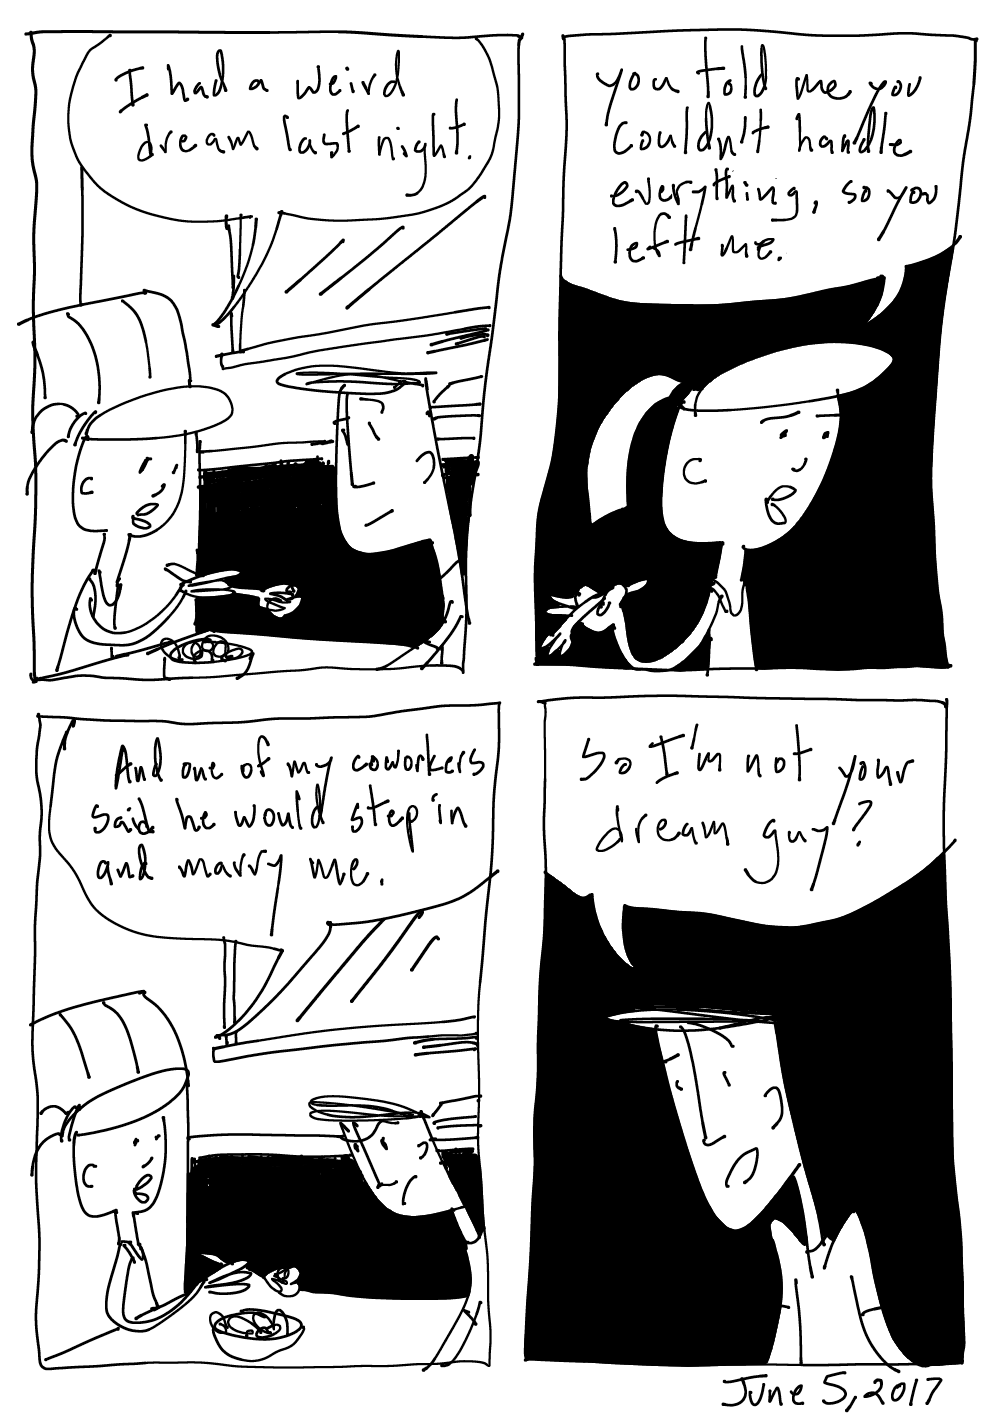 I had a weird
dream last night.
you told me you
couldn't handle
everything, so you
left me.
And one of my coworkers
said he would step in
and marry me.
So I'm not your
dream guy?
June 5, 2017